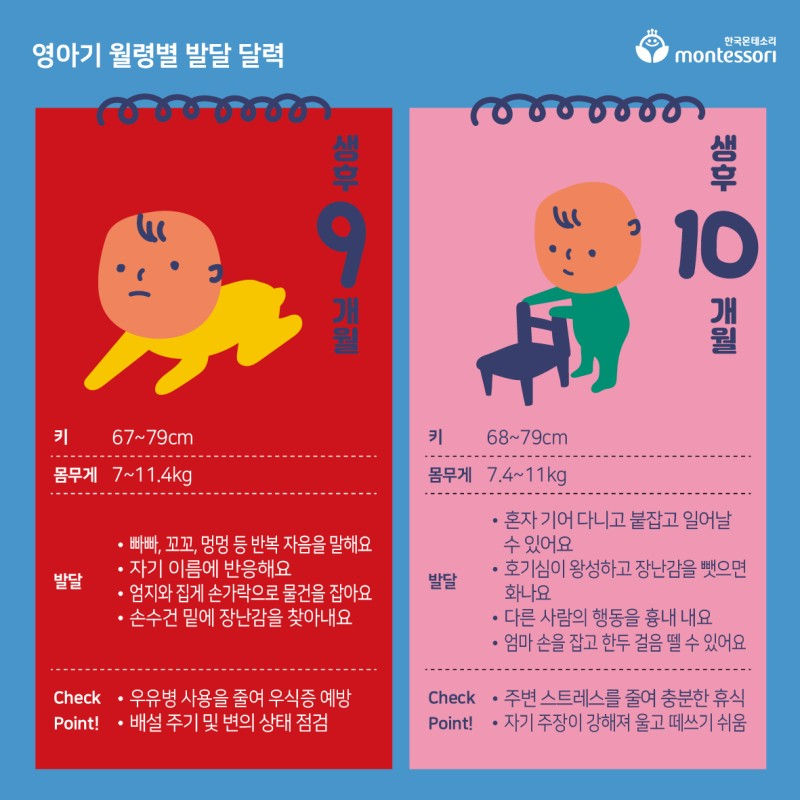 영아기 월령별 발달 달력
한국몬테소리
montessori
생후
9
개월
키 67~79cm
몸무게 7~11.4kg
발달
• 빠빠, 꼬꼬, 멍멍 등 반복 자음을 말해요
• 자기 이름에 반응해요
• 엄지와 집게 손가락으로 물건을 잡아요
• 손수건 밑에 장난감을 찾아내요
Check • 우유병 사용을 줄여 우식증 예방
Point! • 배설 주기 및 변의 상태 점검
생후
10
개월
키 68~79cm
몸무게 7.4~11kg
발달
• 혼자 기어 다니고 붙잡고 일어날
수 있어요
• 호기심이 왕성하고 장난감을 뺏으면
화나요
• 다른 사람의 행동을 흉내 내요
• 엄마 손을 잡고 한두 걸음 뗄 수 있어요
Check • 주변 스트레스를 줄여 충분한 휴식
Point! • 자기 주장이 강해져 울고 떼쓰기 쉬움